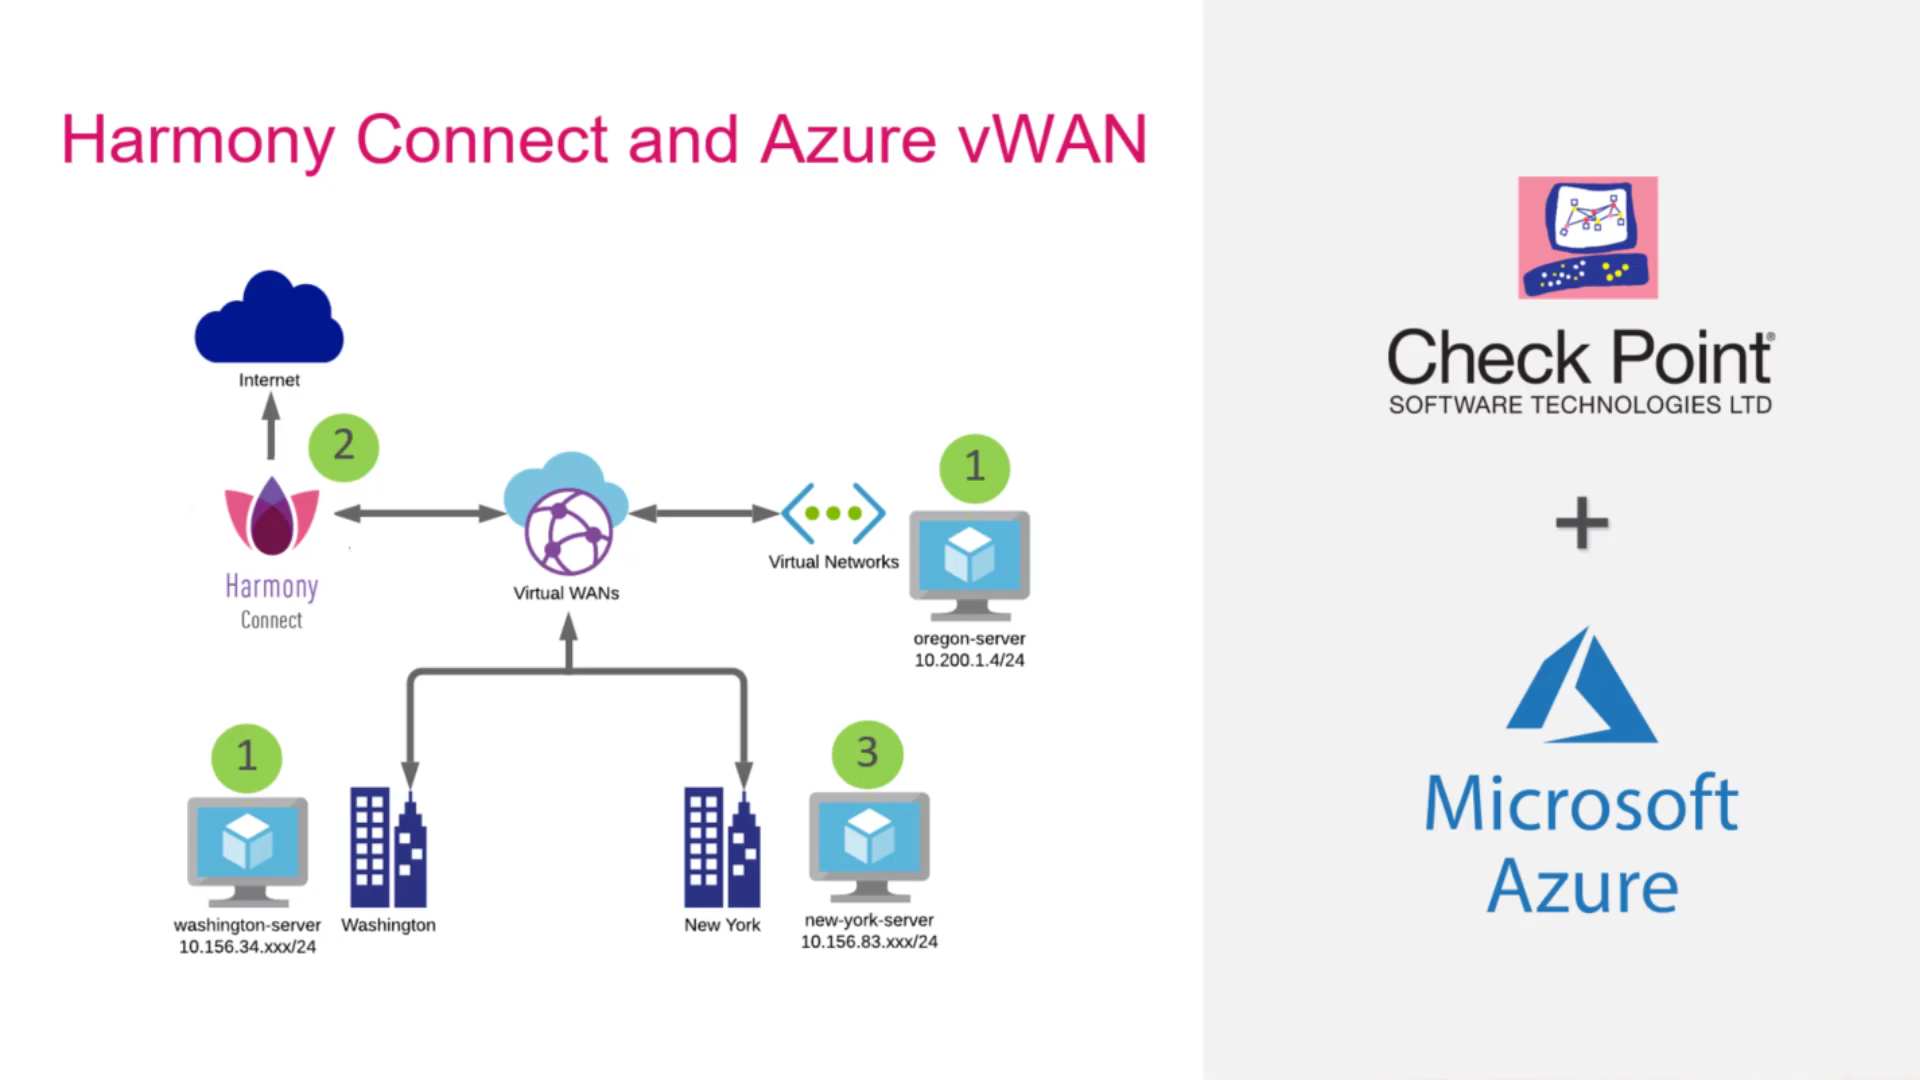 Harmony Connect and Azure vWAN
Internet
2
Harmony
Connect
Virtual WANs
Virtual Networks
1
oregon-server
10.200.1.4/24
1
washington-server
10.156.34.xxx/24
Washington
New York
3
new-york-server
10.156.83.xxx/24
Check Point®
SOFTWARE TECHNOLOGIES LTD
+
Microsoft
Azure